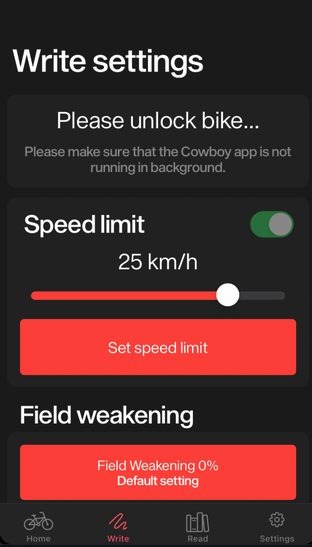 Write settings
Please unlock bike...
Please make sure that the Cowboy app is not
running in background.
Speed limit
25 km/h
Set speed limit
Field weakening
Field Weakening 0%
Default setting
Home
Write
Read
Settings